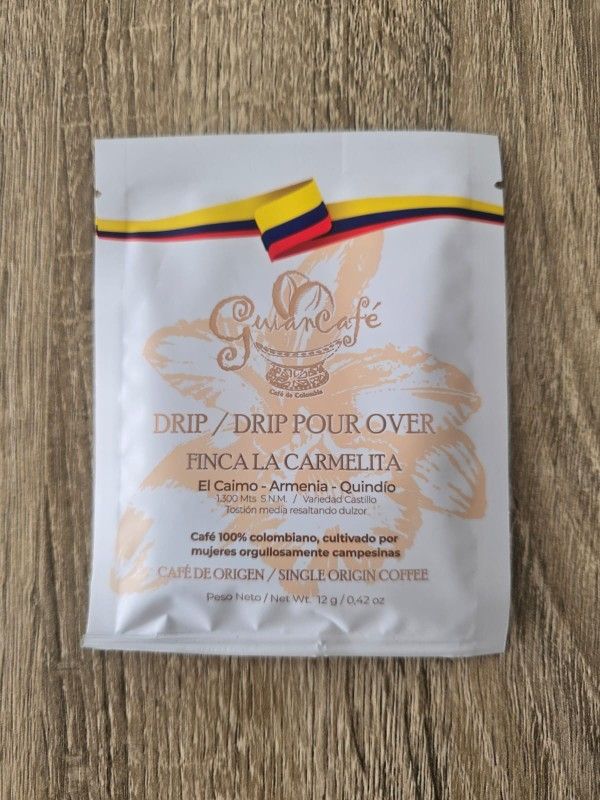 GuianCafé
Café de Colombia
DRIP / DRIP POUR OVER
FINCA LA CARMELITA
El Caimo - Armenia - Quindío
1,300 Mts S.N.M. / Variedad Castillo
Tostión media resaltando dulzor
Café 100% colombiano, cultivado por
mujeres orgullosamente campesinas
CAFÉ DE ORIGEN / SINGLE ORIGIN COFFEE
Peso Neto / Net Wt. 12 g / 0,42 oz